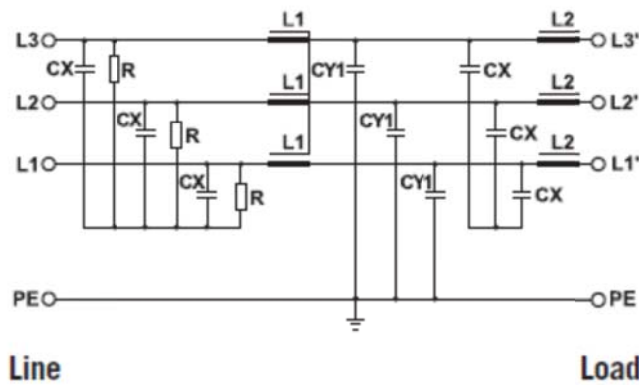 L1 L2
L3 L3'
CX R CY1 CX
L1 L2
L2 L2'
CX R CY1 CX
L1 L2
L1 L1'
CX R CY1 CX
PE PE
Line Load